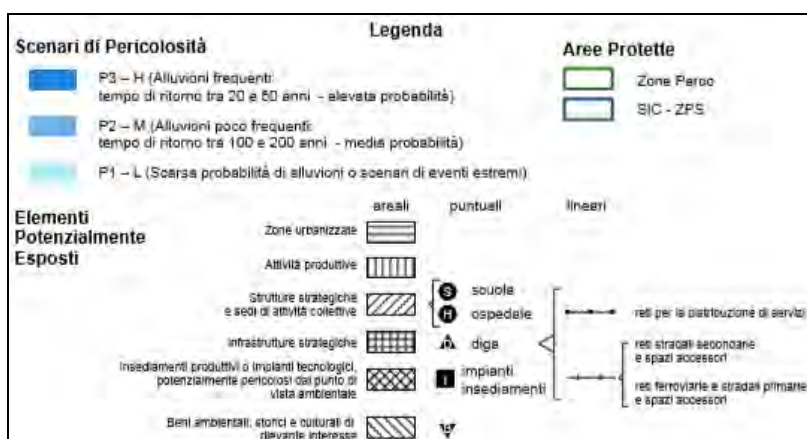 Legenda
Scenari di Pericolosità
P3 – H (Alluvioni frequenti:
tempo di ritorno tra 20 e 50 anni - elevata probabilità)
P2 – M (Alluvioni poco frequenti:
tempo di ritorno tra 100 e 200 anni - media probabilità)
P1 – L (Scarsa probabilità di alluvioni o scenari di eventi estremi)
Aree Protette
Zone Parco
SIC - ZPS
Elementi
Potenzialmente
Esposti
areali
puntuali
lineari
Zone urbanizzate
Attività produttive
Strutture strategiche
e sedi di attività collettive
Infrastrutture strategiche
Insediamenti produttivi o impianti tecnologici,
potenzialmente pericolosi dal punto di
vista ambientale
Beni ambientali, storici e culturali di
rilevante interesse
S scuole
H ospedale
diga
I impianti
insediamenti
reti per la distribuzione di servizi
reti stradali secondarie
e spazi accessori
reti ferroviarie e stradali primarie
e spazi accessori